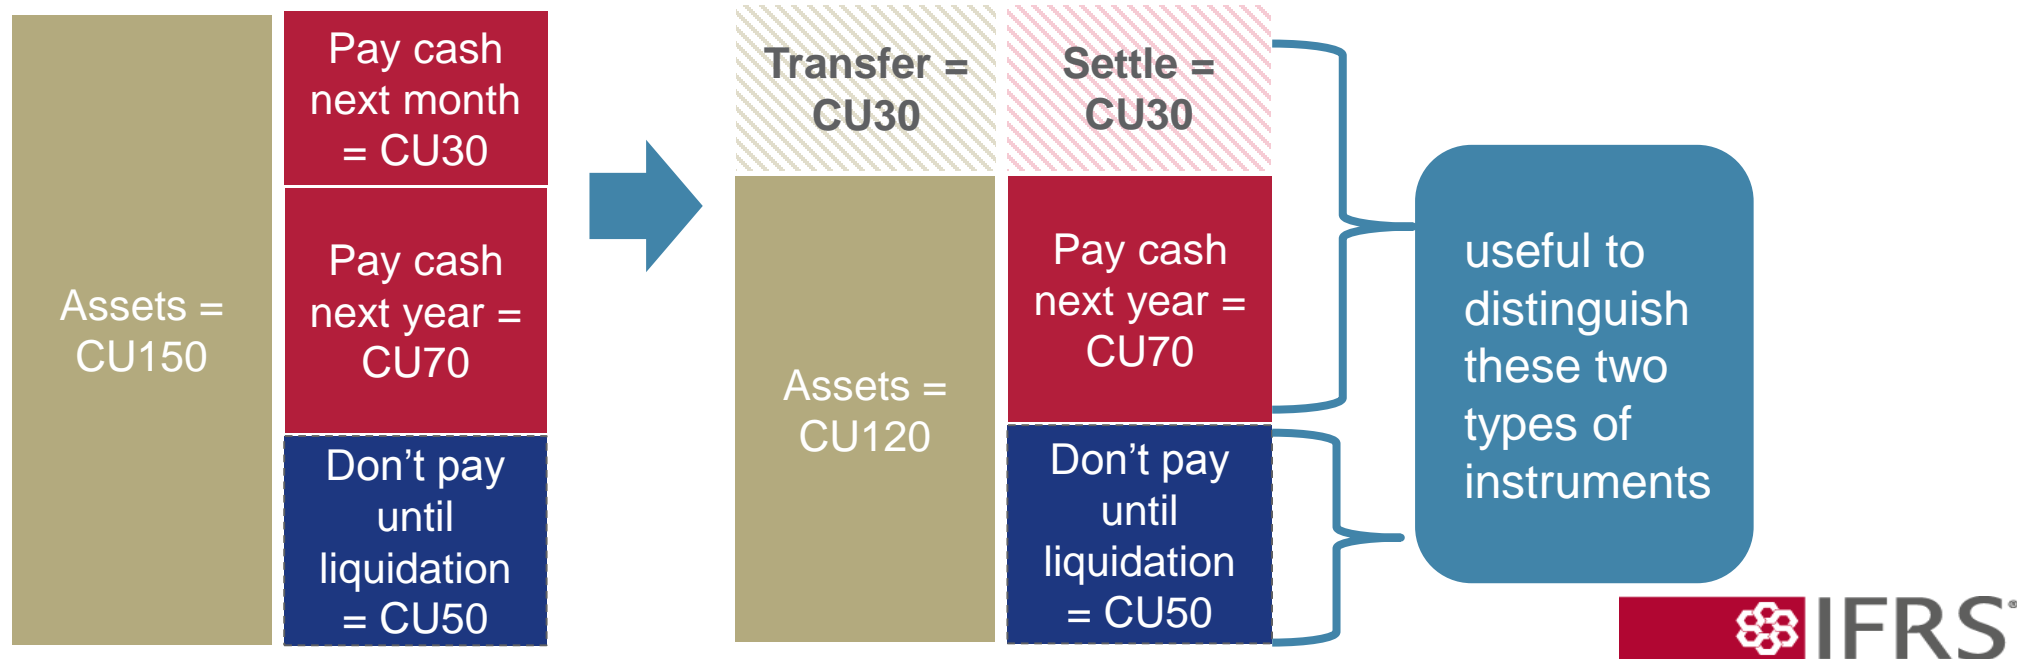 Assets =
CU150
Pay cash
next month
= CU30
Pay cash
next year =
CU70
Don’t pay
until
liquidation
= CU50
Transfer =
CU30
Assets =
CU120
Settle =
CU30
Pay cash
next year =
CU70
Don’t pay
until
liquidation
= CU50
useful to
distinguish
these two
types of
instruments
IFRS®